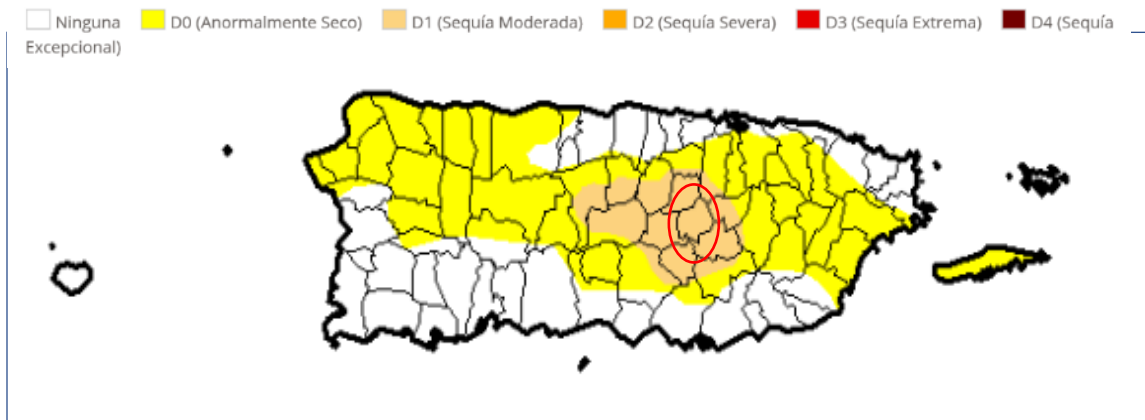 Ninguna D0 (Anormalmente Seco) D1 (Sequía Moderada) D2 (Sequía Severa) D3 (Sequía Extrema) D4 (Sequía
Excepcional)